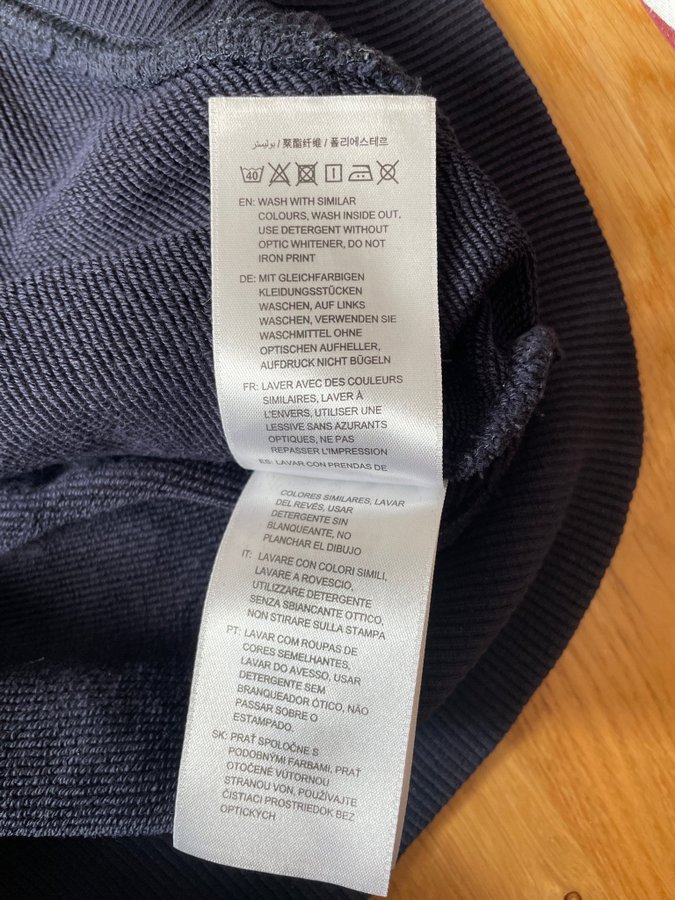 بوليستر / 聚酯纤维 / 폴리에스테르
40
EN: WASH WITH SIMILAR
COLOURS, WASH INSIDE OUT,
USE DETERGENT WITHOUT
OPTIC WHITENER, DO NOT
IRON PRINT
DE: MIT GLEICHFARBIGEN
KLEIDUNGSSTÜCKEN
WASCHEN, AUF LINKS
WASCHEN, VERWENDEN SIE
WASCHMITTEL OHNE
OPTISCHEN AUFHELLER,
AUFDRUCK NICHT BÜGELN
FR: LAVER AVEC DES COULEURS
SIMILAIRES, LAVER À
L'ENVERS, UTILISER UNE
LESSIVE SANS AZURANTS
OPTIQUES, NE PAS
REPASSER L'IMPRESSION
ES: LAVAR CON PRENDAS DE
COLORES SIMILARES, LAVAR
DEL REVÉS, USAR
DETERGENTE SIN
BLANQUEANTE, NO
PLANCHAR EL DIBUJO
IT: LAVARE CON COLORI SIMILI,
LAVARE A ROVESCIO,
UTILIZZARE DETERGENTE
SENZA SBIANCANTE OTTICO,
NON STIRARE SULLA STAMPA
PT: LAVAR COM ROUPAS DE
CORES SEMELHANTES,
LAVAR DO AVESSO, USAR
DETERGENTE SEM
BRANQUEADOR ÓTICO, NÃO
PASSAR SOBRE O
ESTAMPADO.
SK: PRAŤ SPOLOČNE S
PODOBNÝMI FARBAMI, PRAŤ
OTOČENÉ VÚTORNOU
STRANOU VON, POUŽÍVAJTE
ČISTIACI PROSTRIEDOK BEZ
OPTICKÝCH